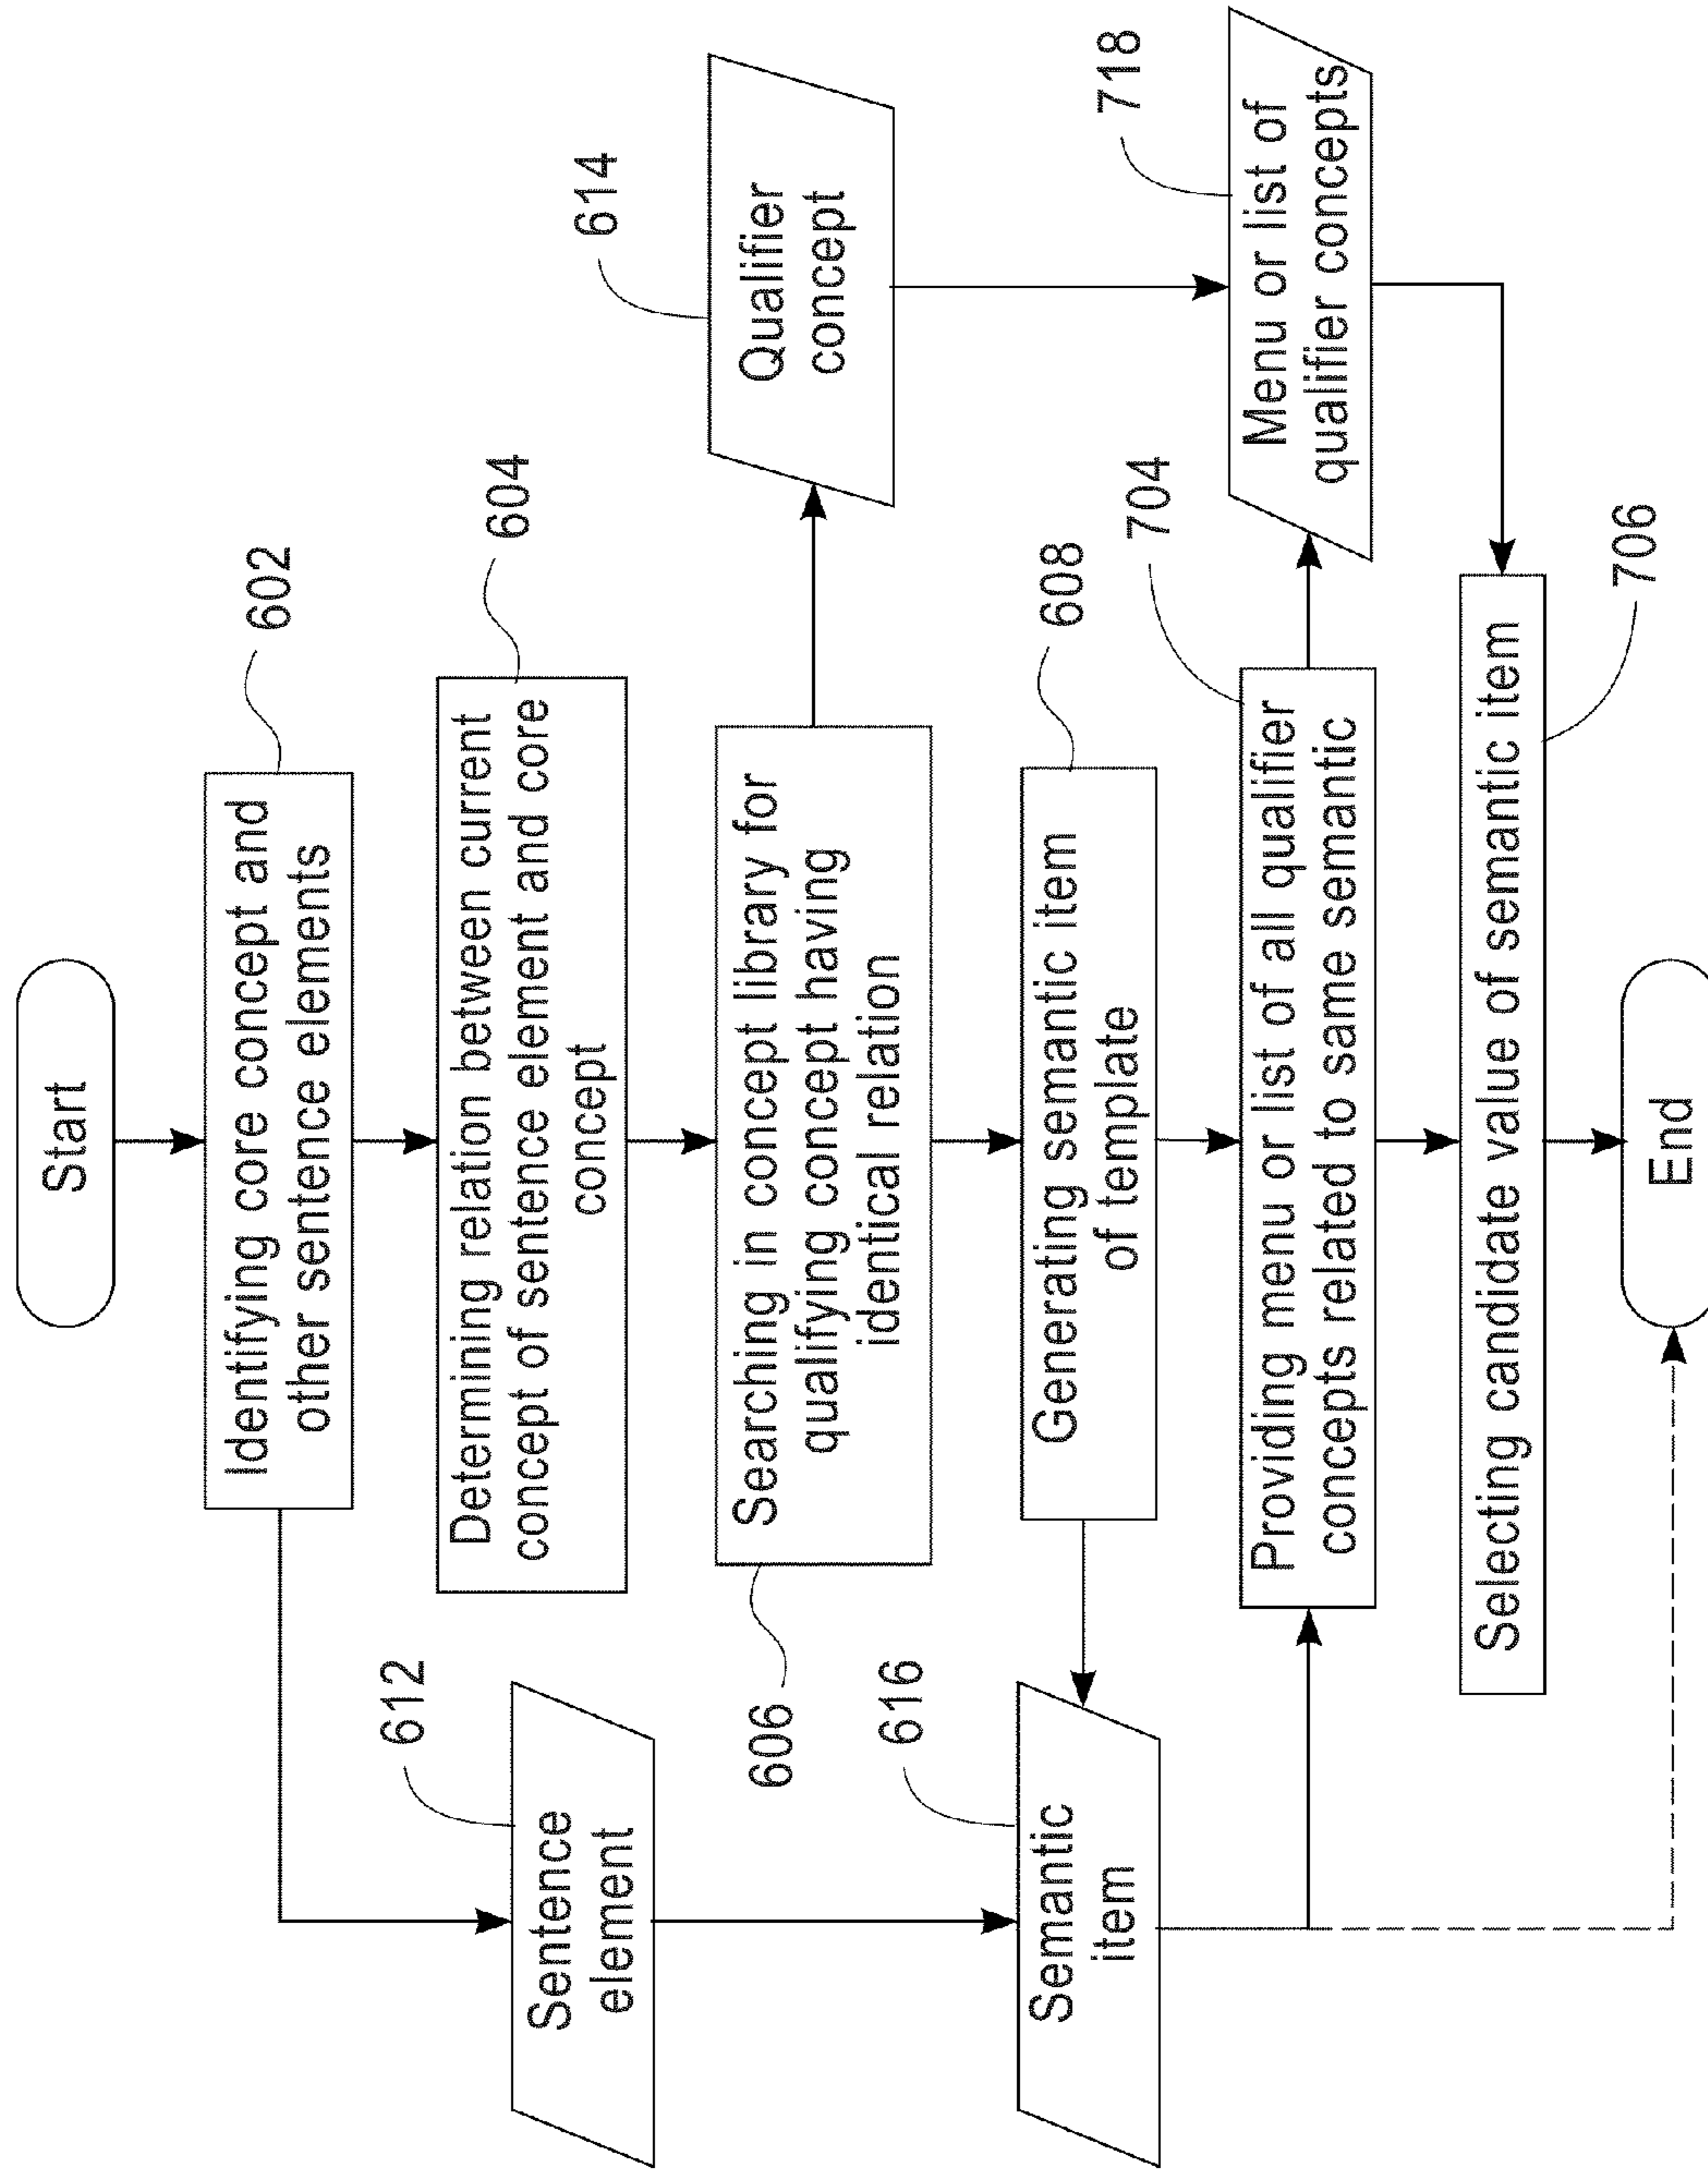 Start
602
Identifying core concept and
other sentence elements
604
Determining relation between current
concept of sentence element and core
concept
612
Sentence
element
606
Searching in concept library for
qualifying concept having
identical relation
614
Qualifier
concept
616
Semantic
item
608
Generating semantic item
of template
704
Providing menu or list of all qualifier
concepts related to same semantic
718
Menu or list of
qualifier concepts
Selecting candidate value of semantic item
706
End